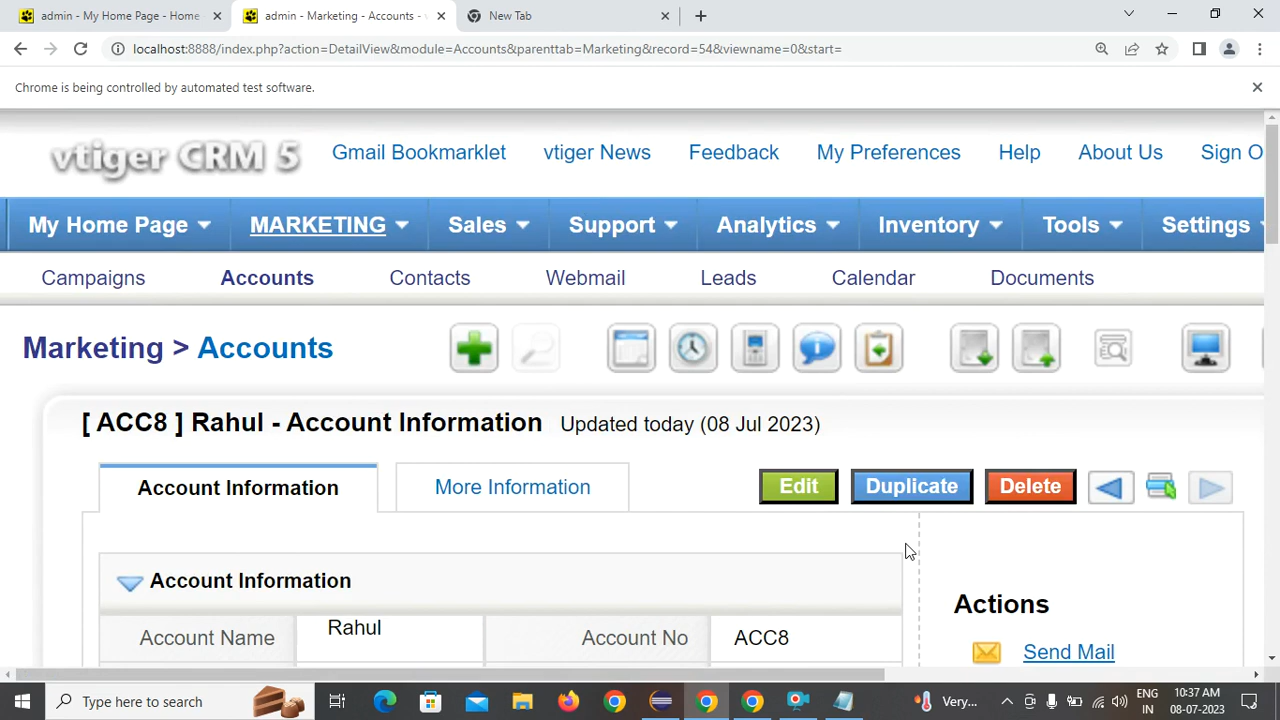 admin - My Home Page - Home
admin - Marketing - Accounts -
New Tab
localhost:8888/index.php?action=DetailView&module=Accounts&parenttab=Marketing&record=54&viewname=0&start=
Chrome is being controlled by automated test software.
vtiger CRM 5
Gmail Bookmarklet vtiger News Feedback My Preferences Help About Us Sign O
My Home Page MARKETING Sales Support Analytics Inventory Tools Settings
Campaigns Accounts Contacts Webmail Leads Calendar Documents
Marketing > Accounts
[ ACC8 ] Rahul - Account Information Updated today (08 Jul 2023)
Account Information More Information Edit Duplicate Delete
Account Information
Actions
Account Name Rahul Account No ACC8
Send Mail
Type here to search
Very...
ENG
IN
10:37 AM
08-07-2023